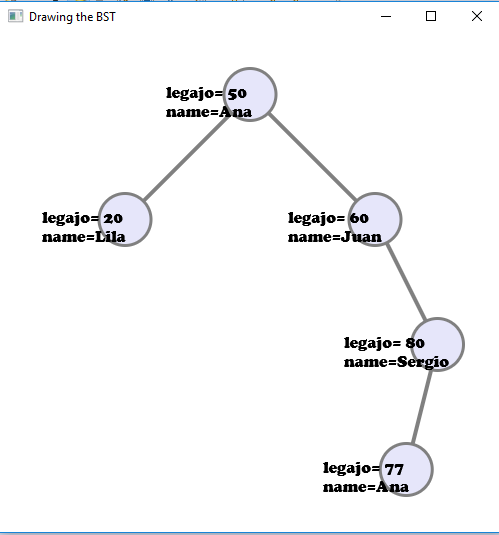 Drawing the BST
legajo= 50
name=Ana
legajo= 20
name=Lila
legajo= 60
name=Juan
legajo= 80
name=Sergio
legajo= 77
name=Ana